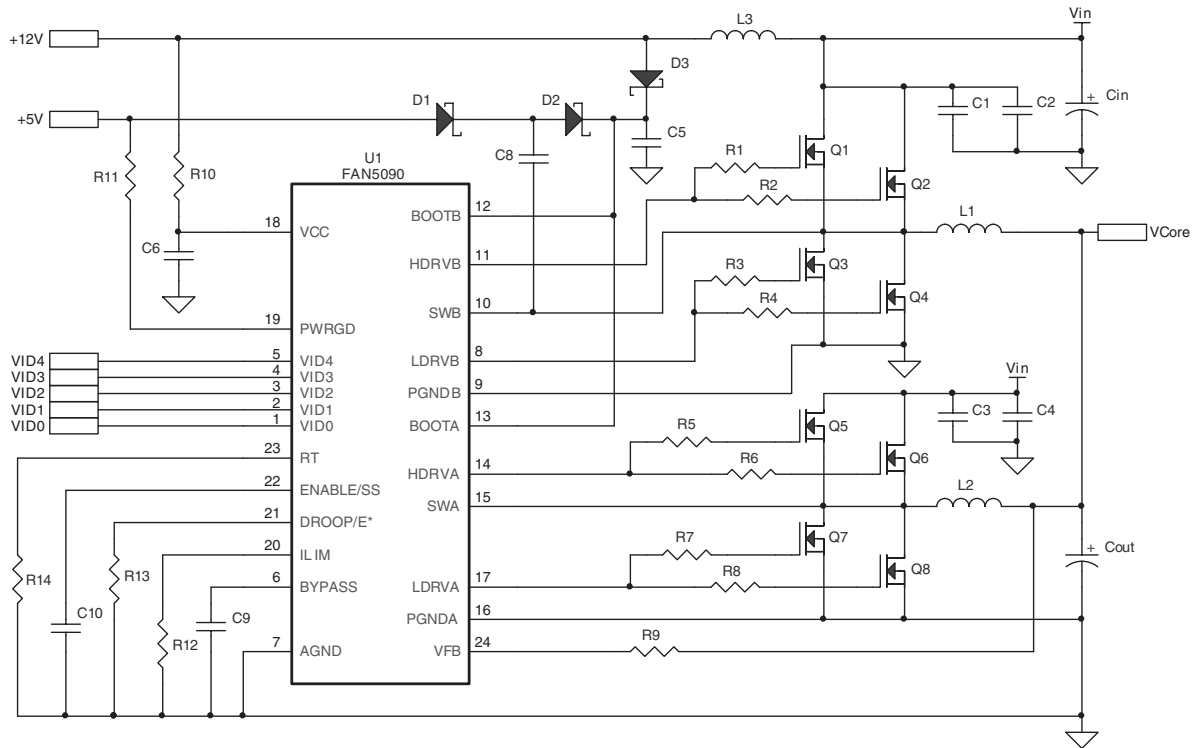 L3
Vin
+12V
D3
D1
D2
C1
C2
Cin
+5V
C5
C8
R1
Q1
U1
FAN5090
R11
R10
R2
Q2
12
BOOTB
18
VCC
L1
VCore
C6
11
HDRVB
R3
Q3
R4
Q4
10
SWB
19
PWRGD
8
LDRVB
VID4
5
VID4
VID3
4
VID3
VID2
3
VID2
VID1
2
VID1
VID0
1
VID0
9
PGNDB
Vin
13
BOOTA
C3
C4
R5
Q5
23
RT
14
HDRVA
R6
Q6
22
ENABLE/SS
15
SWA
L2
21
DROOP/E*
R7
Q7
20
ILIM
Cout
R14
R13
6
BYPASS
17
LDRVA
R8
Q8
C10
R12
C9
16
PGNDA
7
AGND
24
VFB
R9